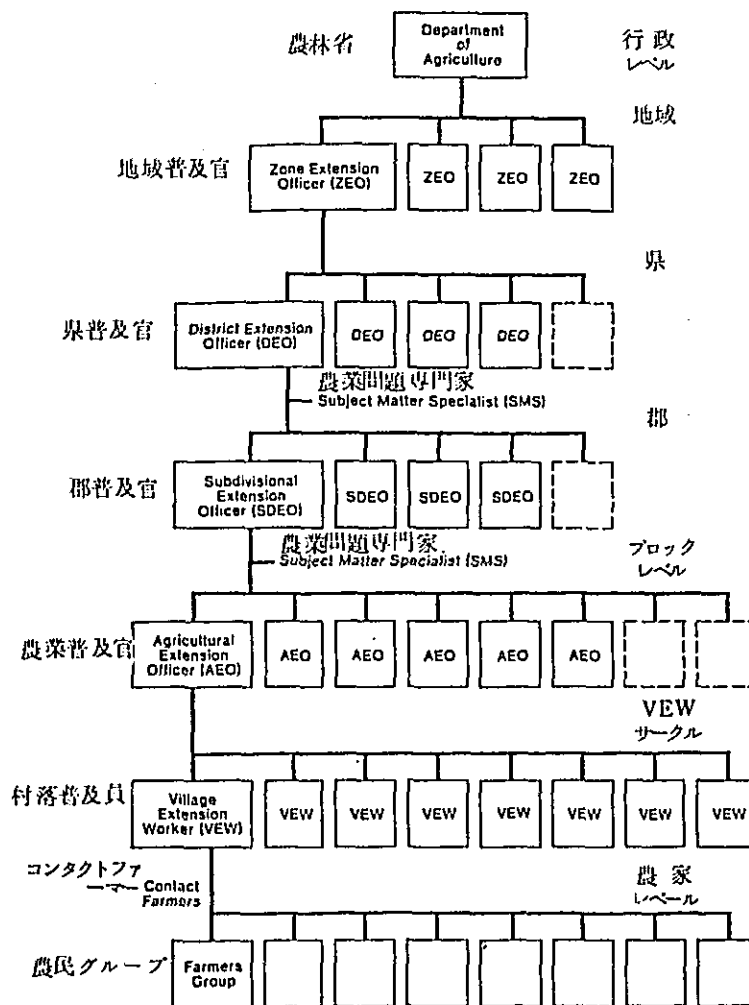 農林省
Department
of
Agriculture
行政
レベル
地域
地域普及官
Zone Extension
Officer (ZEO)
ZEO
ZEO
ZEO
県
県普及官
District Extension
Officer (DEO)
DEO
DEO
DEO
農業問題専門家
Subject Matter Specialist (SMS)
郡
郡普及官
Subdivisional
Extension
Officer (SDEO)
SDEO
SDEO
SDEO
農業問題専門家
Subject Matter Specialist (SMS)
ブロック
レベル
農業普及官
Agricultural
Extension
Officer (AEO)
AEO
AEO
AEO
AEO
AEO
VEW
サークル
村落普及員
Village
Extension
Worker (VEW)
VEW
VEW
VEW
VEW
VEW
VEW
VEW
コンタクトファ
ーマー
Contact
Farmers
農家
レベール
農民グループ
Farmers
Group